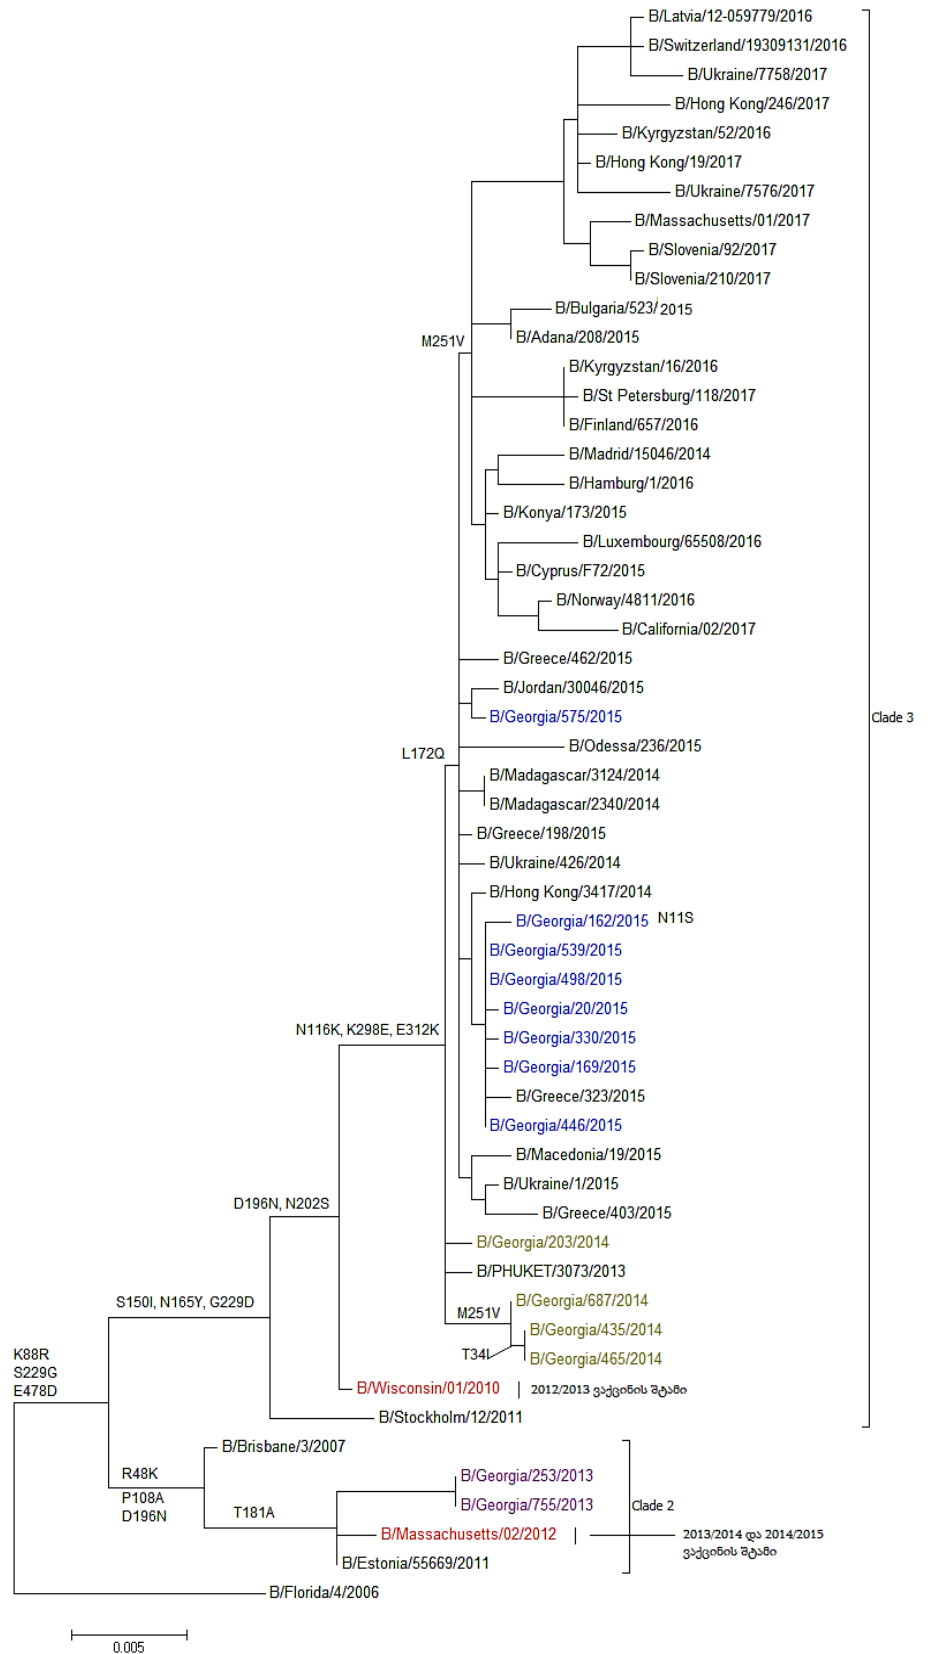 B/Latvia/12-059779/2016
B/Switzerland/19309131/2016
B/Ukraine/7758/2017
B/Hong Kong/246/2017
B/Kyrgyzstan/52/2016
B/Hong Kong/19/2017
B/Ukraine/7576/2017
B/Massachusetts/01/2017
B/Slovenia/92/2017
B/Slovenia/210/2017
B/Bulgaria/523/2015
B/Adana/208/2015
M251V
B/Kyrgyzstan/16/2016
B/St Petersburg/118/2017
B/Finland/657/2016
B/Madrid/15046/2014
B/Hamburg/1/2016
B/Konya/173/2015
B/Luxembourg/65508/2016
B/Cyprus/F72/2015
B/Norway/4811/2016
B/California/02/2017
B/Greece/462/2015
B/Jordan/30046/2015
B/Georgia/575/2015
Clade 3
B/Odessa/236/2015
L172Q
B/Madagascar/3124/2014
B/Madagascar/2340/2014
B/Greece/198/2015
B/Ukraine/426/2014
B/Hong Kong/3417/2014
B/Georgia/162/2015 N11S
B/Georgia/539/2015
B/Georgia/498/2015
B/Georgia/20/2015
N116K, K298E, E312K
B/Georgia/330/2015
B/Georgia/169/2015
B/Greece/323/2015
B/Georgia/446/2015
B/Macedonia/19/2015
B/Ukraine/1/2015
D196N, N202S
B/Greece/403/2015
B/Georgia/203/2014
B/PHUKET/3073/2013
S150I, N165Y, G229D
B/Georgia/687/2014
M251V
B/Georgia/435/2014
T34I
B/Georgia/465/2014
K88R
S229G
E478D
B/Wisconsin/01/2010
2012/2013 ვაქცინის შტამი
B/Stockholm/12/2011
B/Brisbane/3/2007
R48K
P108A
D196N
B/Georgia/253/2013
B/Georgia/755/2013
Clade 2
T181A
B/Massachusetts/02/2012
2013/2014 და 2014/2015
ვაქცინის შტამი
B/Estonia/55669/2011
B/Florida/4/2006
0.005